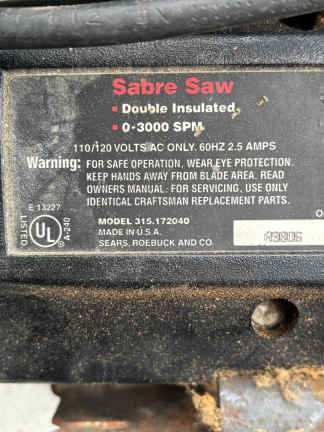 Sabre Saw
▪ Double Insulated
▪ 0-3000 SPM
110/120 VOLTS AC ONLY. 60HZ 2.5 AMPS
Warning: FOR SAFE OPERATION, WEAR EYE PROTECTION.
KEEP HANDS AWAY FROM BLADE AREA. READ
OWNERS MANUAL. FOR SERVICING, USE ONLY
IDENTICAL CRAFTSMAN REPLACEMENT PARTS.
E 13227
LISTED
UL
®
A-240
MODEL 315.172040
MADE IN U.S.A.
SEARS, ROEBUCK AND CO.